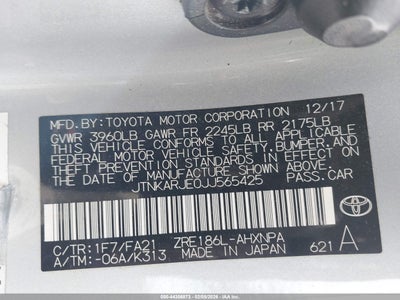 MFD.BY:TOYOTA MOTOR CORPORATION 12/17
GVWR 3960LB GAWR FR 2245LB RR 2175LB
THIS VEHICLE CONFORMS TO ALL APPLICABLE
FEDERAL MOTOR VEHICLE SAFETY, BUMPER, AND
THEFT PREVENTION STANDARDS IN EFFECT ON
THE DATE OF MANUFACTURE SHOWN ABOVE.
JTNKARJE0JJ565425 PASS.CAR
C/TR:1F7/FA21 ZRE186L-AHXNPA
A/TM:-06A/K313 MADE IN JAPAN 621 A
TOYOTA